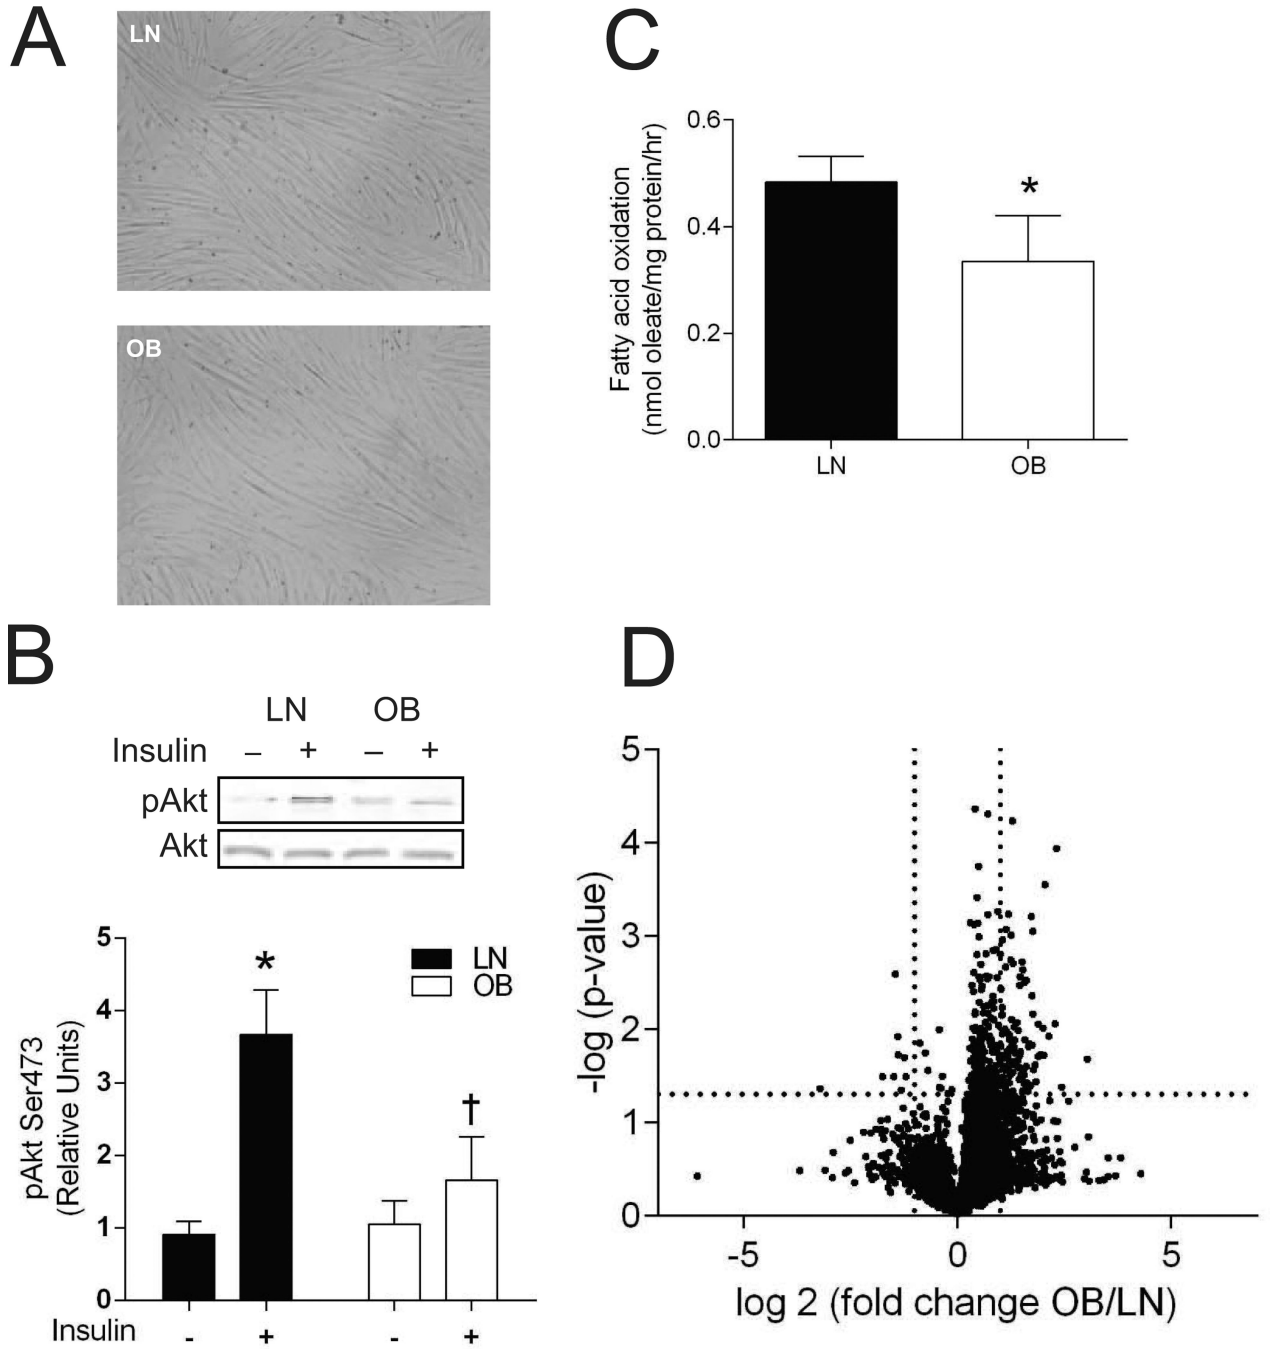 A
LN
OB
B
LN OB
Insulin – + – +
pAkt
Akt
5
4
3
2
1
0
pAkt Ser473
(Relative Units)
*
†
LN
OB
Insulin - + - +
C
0.6
0.4
0.2
0.0
Fatty acid oxidation
(nmol oleate/mg protein/hr)
*
LN OB
D
5
4
3
2
1
0
-log (p-value)
-5 0 5
log 2 (fold change OB/LN)